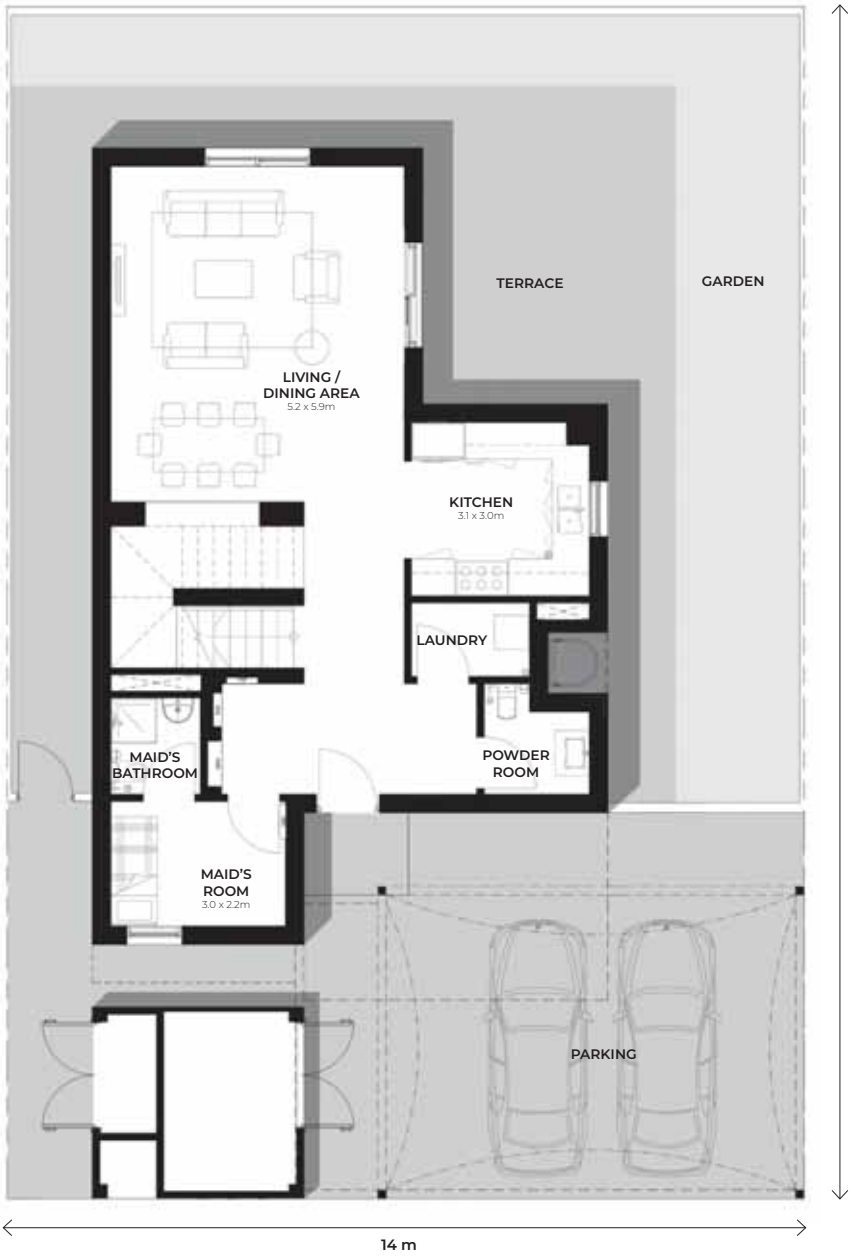 TERRACE
GARDEN
LIVING /
DINING AREA
5.2 x 5.9m
KITCHEN
3.1 x 3.0m
LAUNDRY
MAID'S
BATHROOM
POWDER
ROOM
MAID'S
ROOM
3.0 x 2.2m
PARKING
14 m